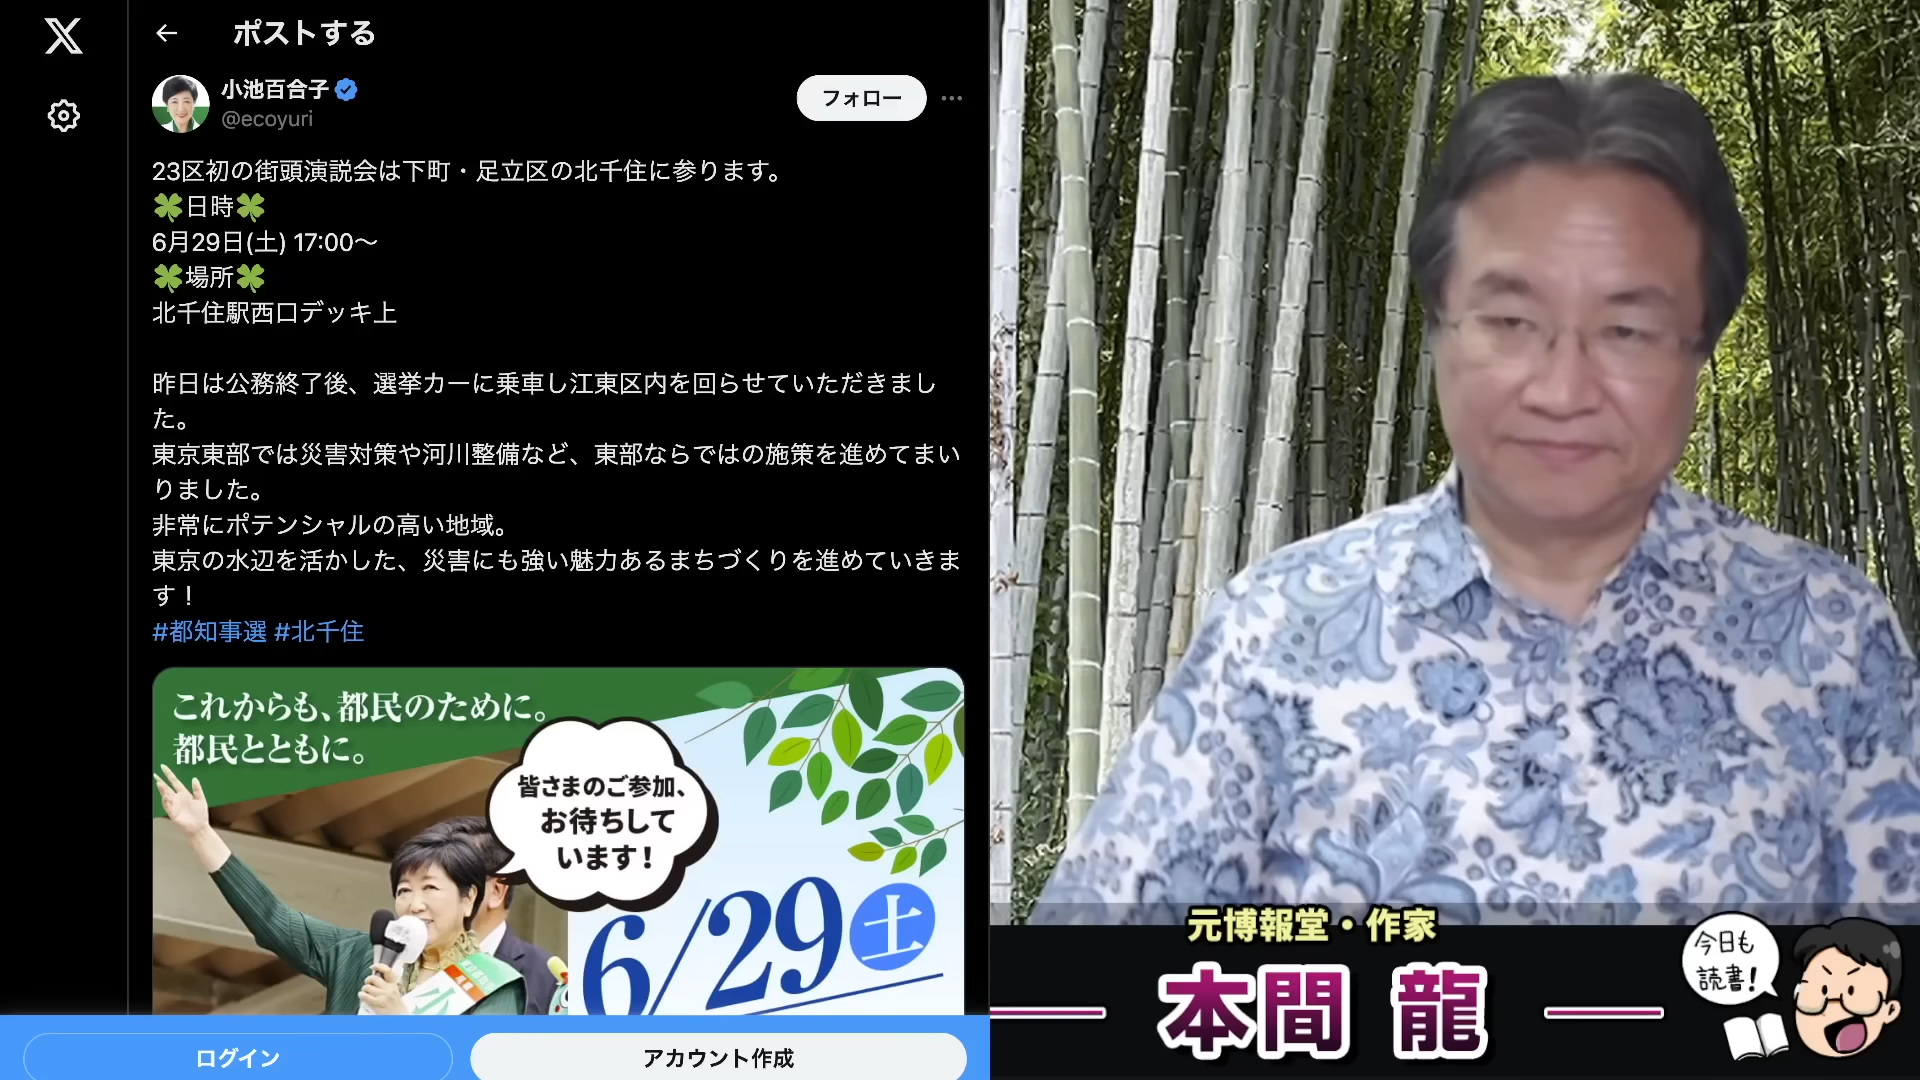 ポストする
小池百合子
@ecoyuri
フォロー
23区初の街頭演説会は下町・足立区の北千住に参ります。
🍀日時🍀
6月29日(土) 17:00〜
🍀場所🍀
北千住駅西口デッキ上
昨日は公務終了後、選挙カーに乗車し江東区内を回らせていただきまし
た。
東京東部では災害対策や河川整備など、東部ならではの施策を進めてまい
りました。
非常にポテンシャルの高い地域。
東京の水辺を活かした、災害にも強い魅力あるまちづくりを進めていきま
す！
#都知事選 #北千住
これからも、都民のために。
都民とともに。
皆さまのご参加、
お待ちして
います！
6/29土
ログイン
アカウント作成
元博報堂・作家
本間 龍
今日も
読書!